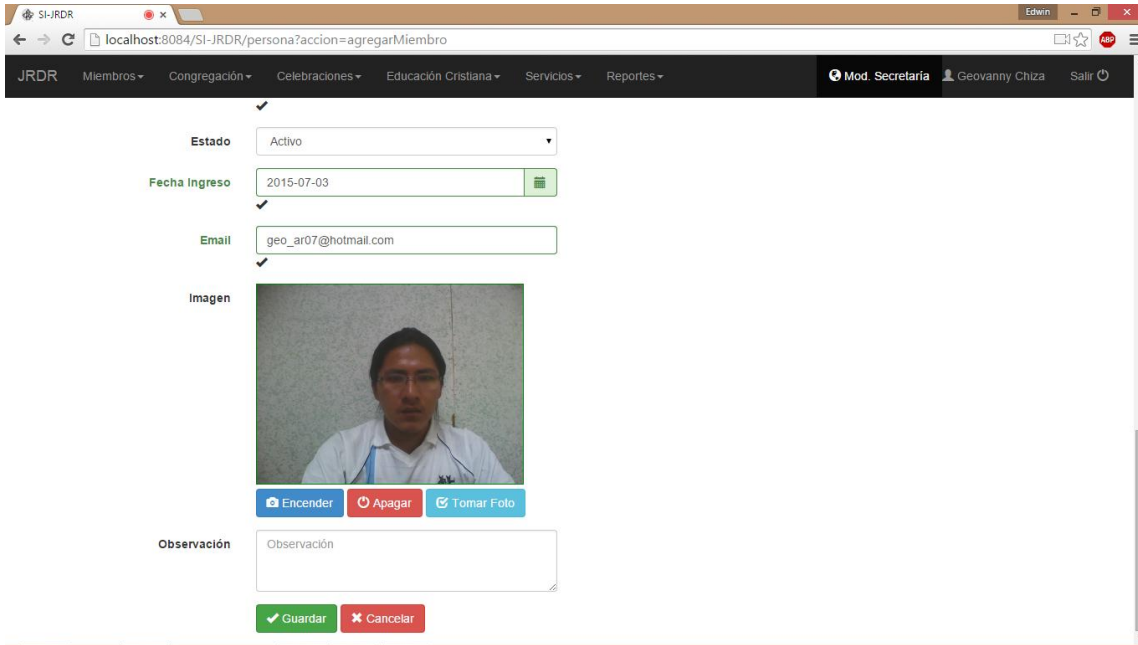 SI-JRDR
Edwin
localhost:8084/SI-JRDR/persona?accion=agregarMiembro
ABP
JRDR Miembros Congregación Celebraciones Educación Cristiana Servicios Reportes Mod. Secretaría Geovanny Chiza Salir
Estado Activo
Fecha Ingreso 2015-07-03
Email geo_ar07@hotmail.com
Imagen
Encender Apagar Tomar Foto
Observación Observación
Guardar Cancelar